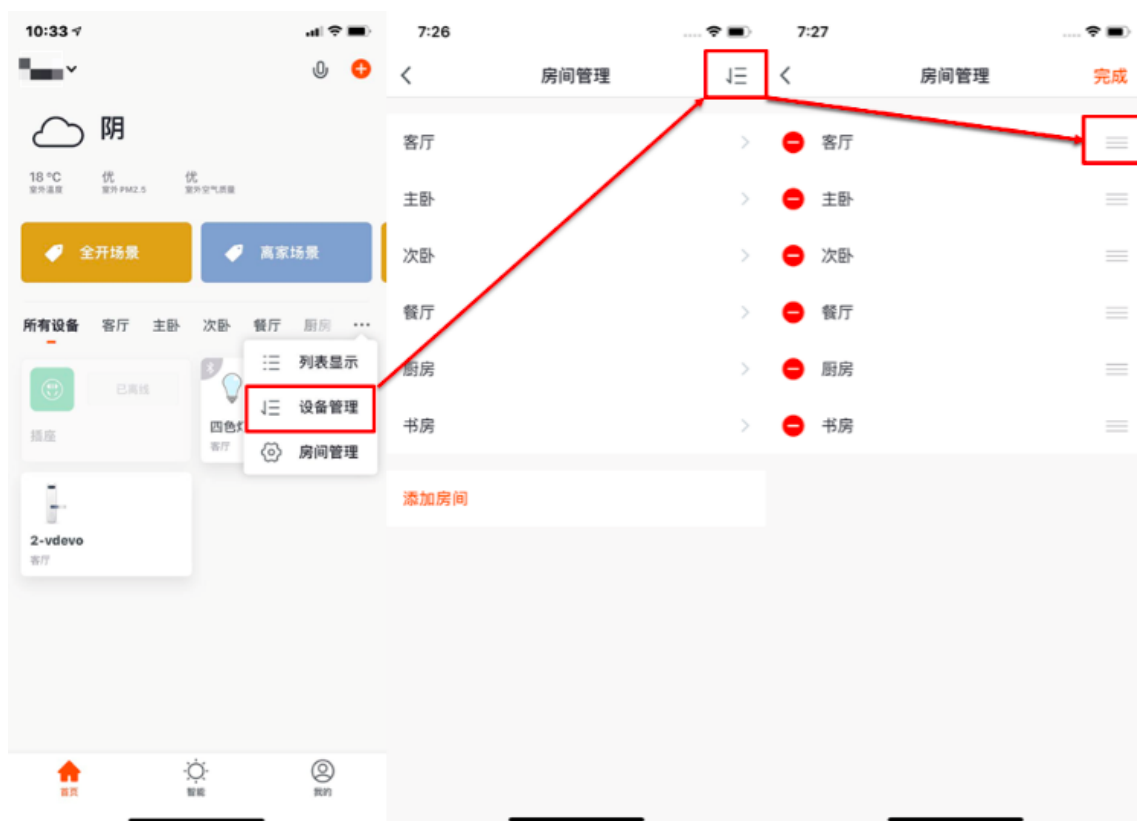 10:33
阴
18 °C 优 优
室外温度 室外PM2.5 室外空气质量
全开场景 离家场景
所有设备 客厅 主卧 次卧 餐厅 厨房 ...
已离线
插座
四色灯
客厅
列表显示
设备管理
房间管理
2-vdevo
客厅
首页 智能 我的
7:26
房间管理
客厅
主卧
次卧
餐厅
厨房
书房
添加房间
7:27
房间管理 完成
客厅
主卧
次卧
餐厅
厨房
书房